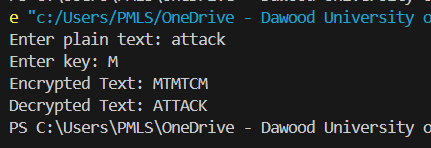 e "c:/Users/PMLS/OneDrive - Dawood University o
Enter plain text: attack
Enter key: M
Encrypted Text: MTMTCM
Decrypted Text: ATTACK
PS C:\Users\PMLS\OneDrive - Dawood University o